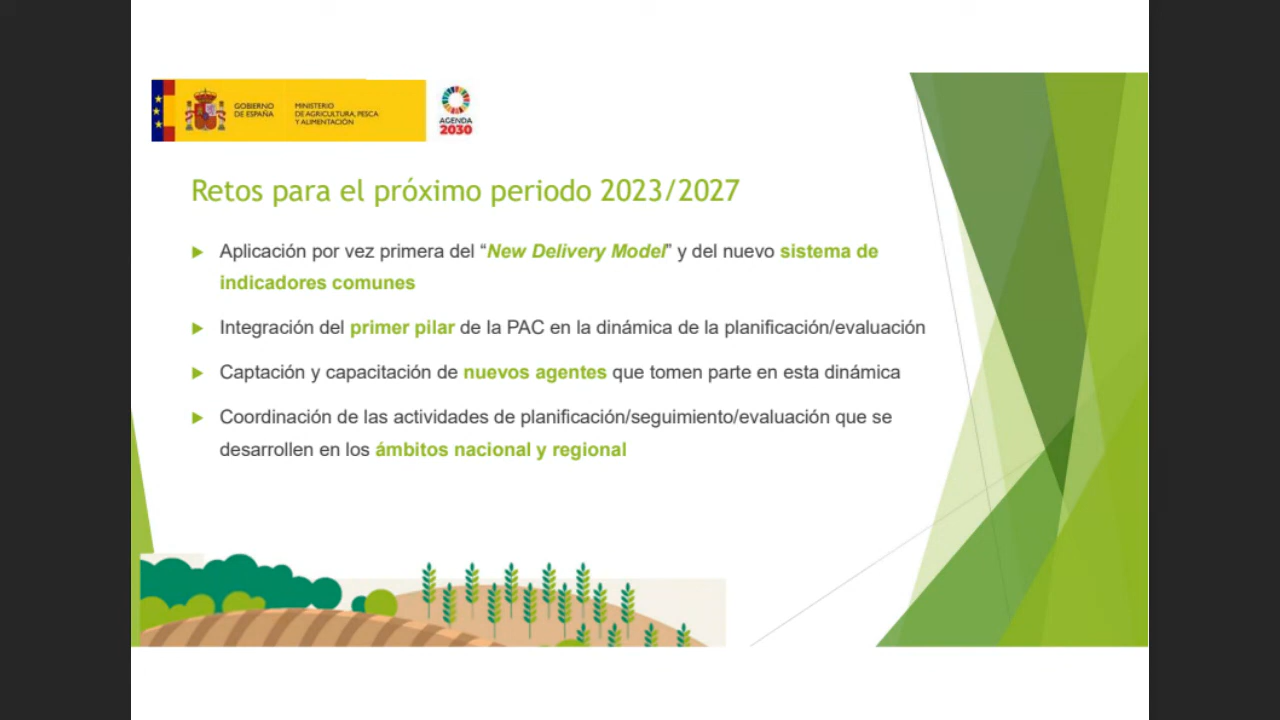 GOBIERNO
DE ESPAÑA
MINISTERIO
DE AGRICULTURA, PESCA
Y ALIMENTACIÓN
AGENDA
2030
Retos para el próximo periodo 2023/2027
Aplicación por vez primera del “New Delivery Model” y del nuevo sistema de
indicadores comunes
Integración del primer pilar de la PAC en la dinámica de la planificación/evaluación
Captación y capacitación de nuevos agentes que tomen parte en esta dinámica
Coordinación de las actividades de planificación/seguimiento/evaluación que se
desarrollen en los ámbitos nacional y regional